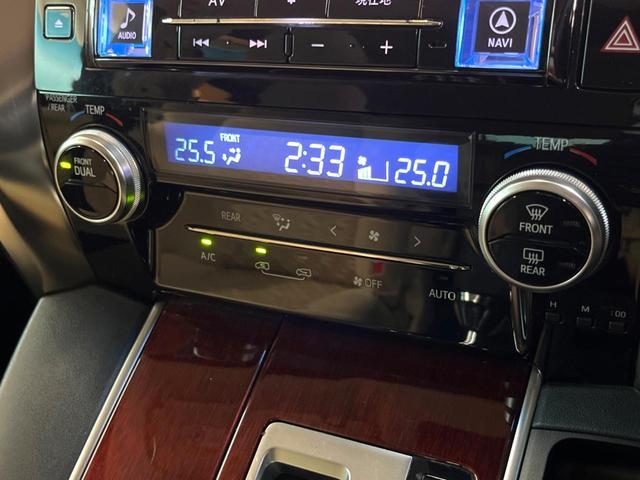 AV
現在地
AUDIO
NAVI
PASSENGER
/REAR
TEMP
FRONT
DUAL
FRONT
25.5
2:33
25.0
TEMP
REAR
A/C
OFF
AUTO
FRONT
REAR
H
M
:00